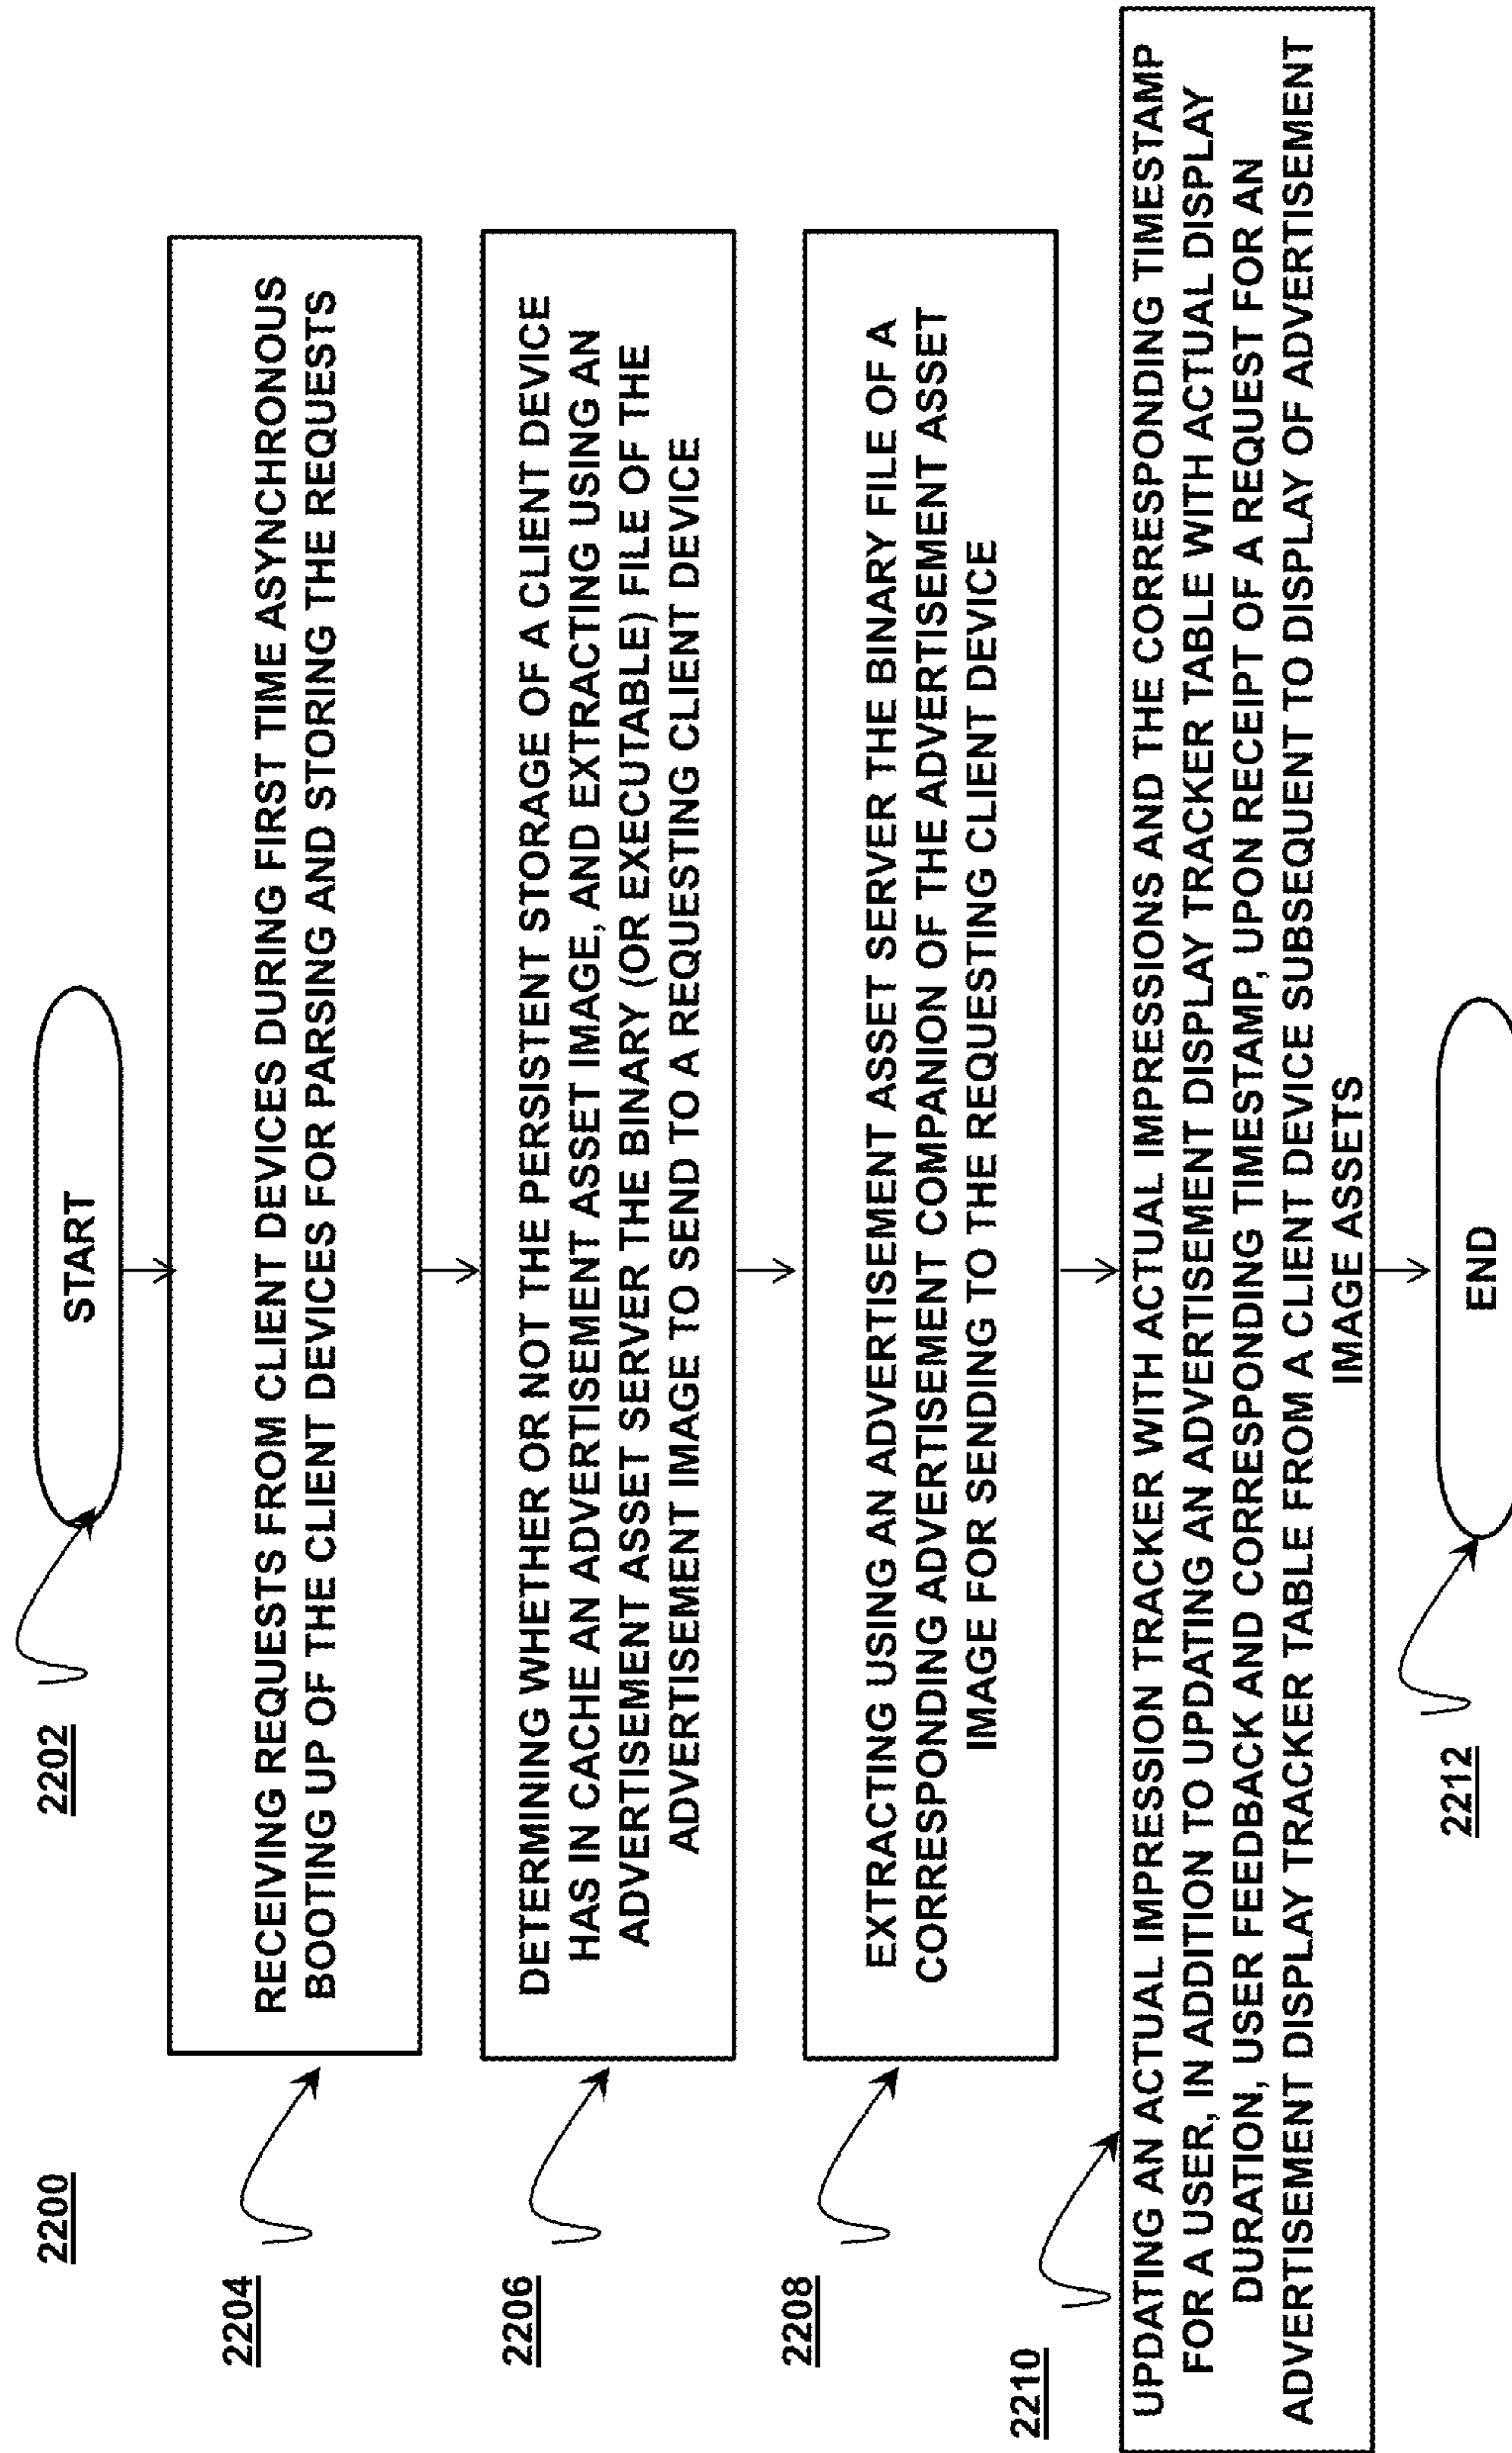 2200
2202
START
2204
RECEIVING REQUESTS FROM CLIENT DEVICES DURING FIRST TIME ASYNCHRONOUS
BOOTING UP OF THE CLIENT DEVICES FOR PARSING AND STORING THE REQUESTS
2206
DETERMINING WHETHER OR NOT THE PERSISTENT STORAGE OF A CLIENT DEVICE
HAS IN CACHE AN ADVERTISEMENT ASSET IMAGE, AND EXTRACTING USING AN
ADVERTISEMENT ASSET SERVER THE BINARY (OR EXECUTABLE) FILE OF THE
ADVERTISEMENT IMAGE TO SEND TO A REQUESTING CLIENT DEVICE
2208
EXTRACTING USING AN ADVERTISEMENT ASSET SERVER THE BINARY FILE OF A
CORRESPONDING ADVERTISEMENT COMPANION OF THE ADVERTISEMENT ASSET
IMAGE FOR SENDING TO THE REQUESTING CLIENT DEVICE
2210
UPDATING AN ACTUAL IMPRESSION TRACKER WITH ACTUAL IMPRESSIONS AND THE CORRESPONDING TIMESTAMP
FOR A USER, IN ADDITION TO UPDATING AN ADVERTISEMENT DISPLAY TRACKER TABLE WITH ACTUAL DISPLAY
DURATION, USER FEEDBACK AND CORRESPONDING TIMESTAMP, UPON RECEIPT OF A REQUEST FOR AN
ADVERTISEMENT DISPLAY TRACKER TABLE FROM A CLIENT DEVICE SUBSEQUENT TO DISPLAY OF ADVERTISEMENT
IMAGE ASSETS
2212
END